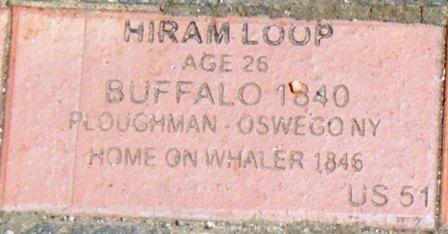 HIRAM LOOP
AGE 26
BUFFALO 1840
PLOUGHMAN - OSWEGO NY
HOME ON WHALER 1846
US 51